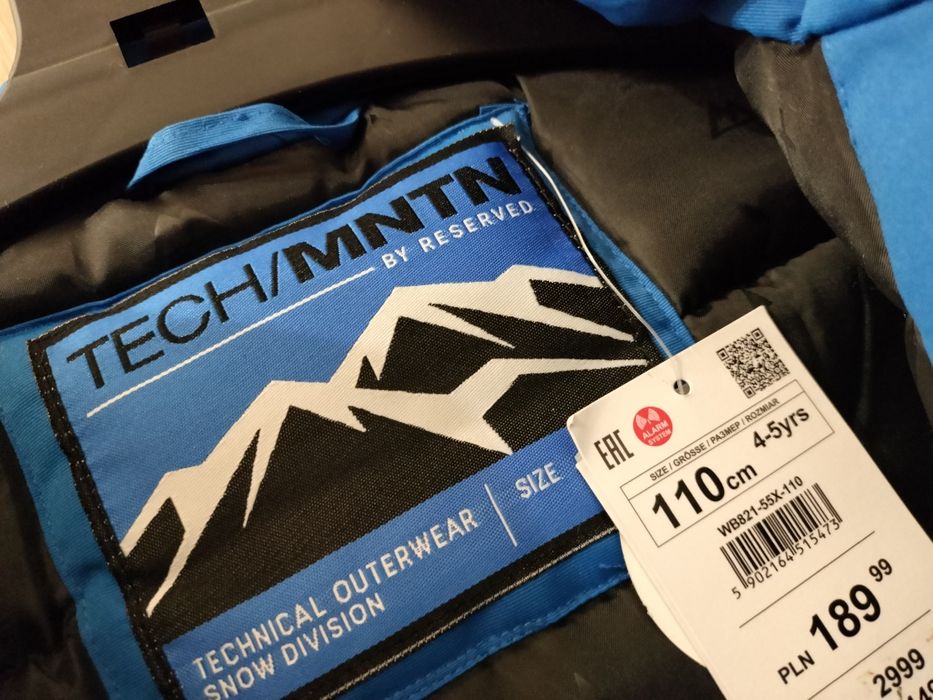 TECH/MNTN
BY RESERVED
TECHNICAL OUTERWEAR
SNOW DIVISION
SIZE
EAC
ALARM
SYSTEM
SIZE / GRÖSSE / РАЗМЕР / ROZMIAR
110cm 4-5yrs
WB821-55X-110
5 902164 515473
PLN 189 99
2999